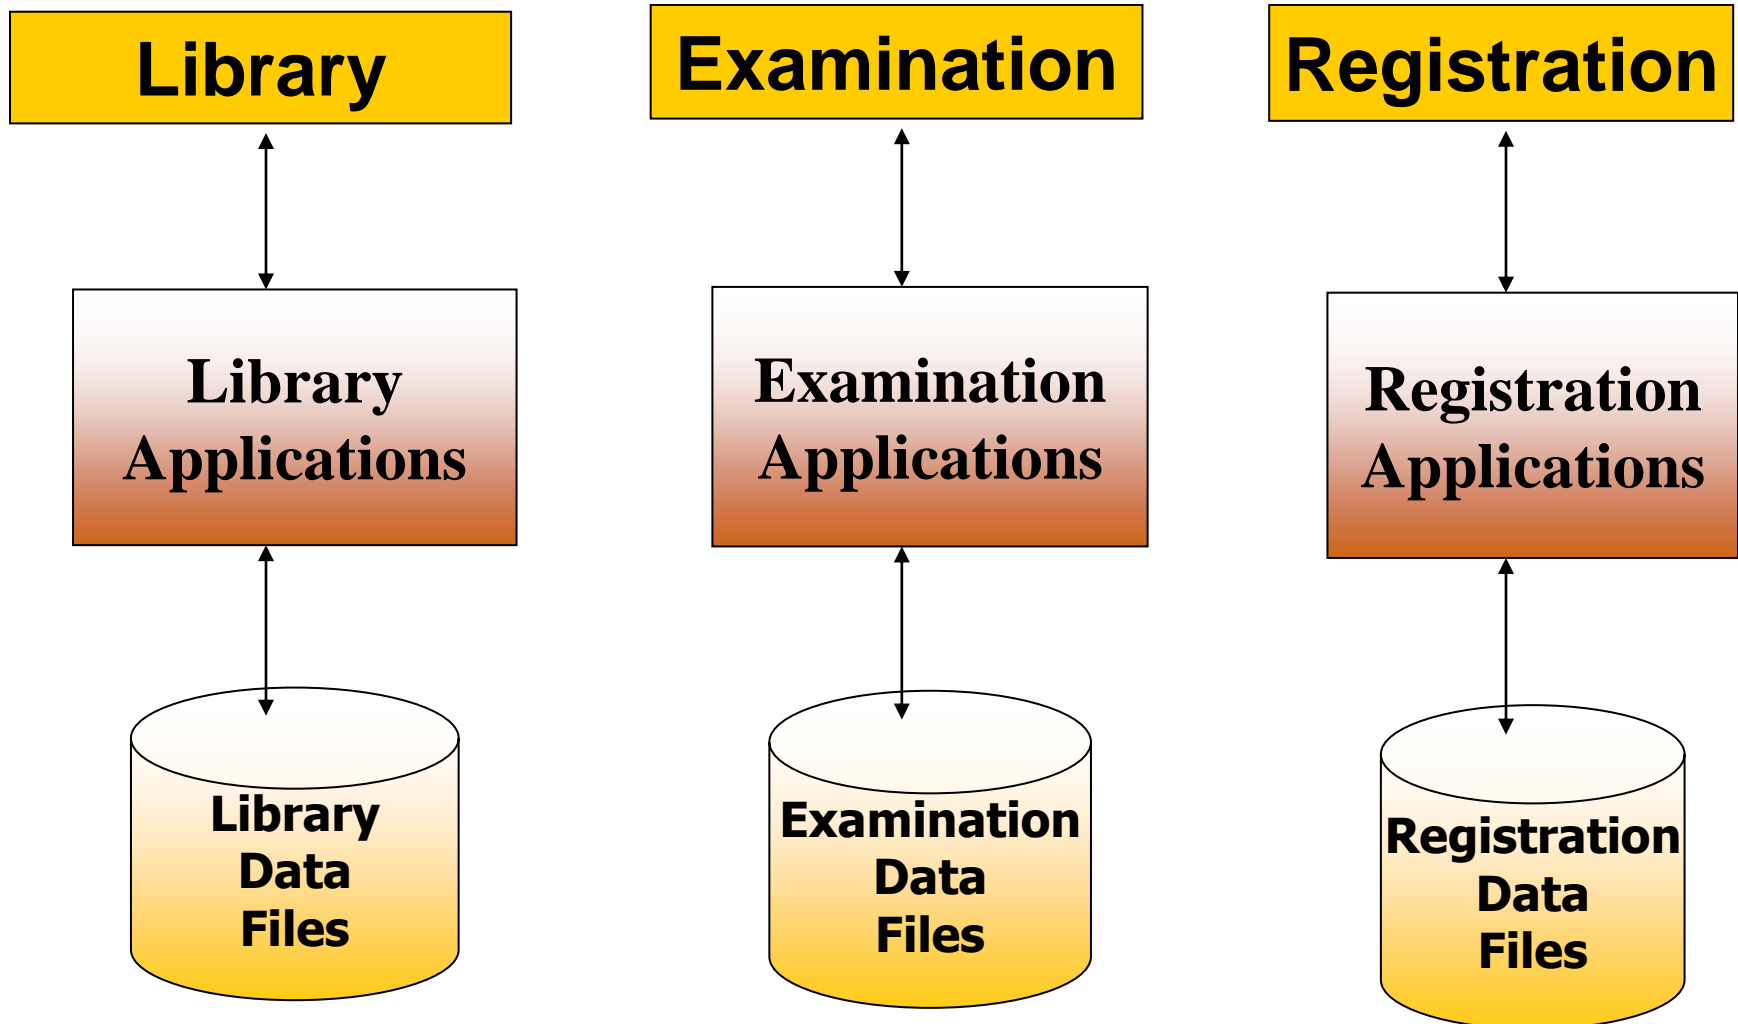 Library
Examination
Registration
Library
Applications
Examination
Applications
Registration
Applications
Library
Data
Files
Examination
Data
Files
Registration
Data
Files